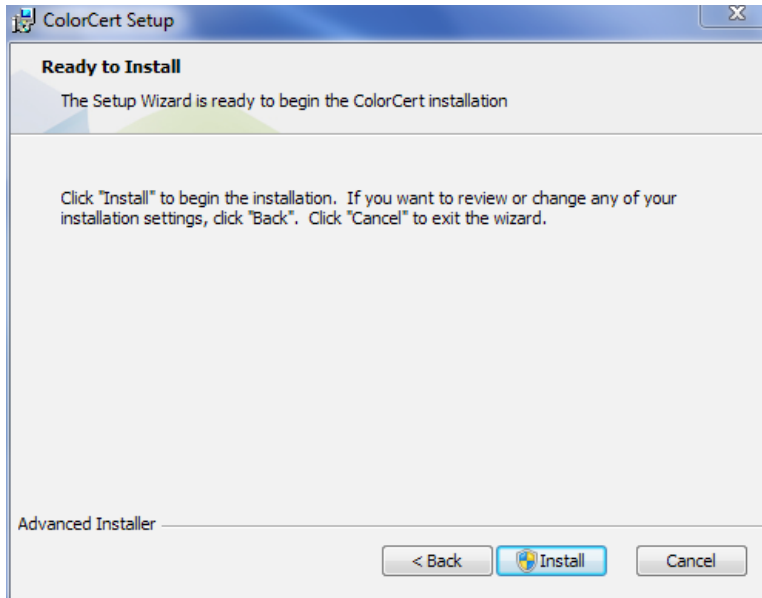 ColorCert Setup
Ready to Install
The Setup Wizard is ready to begin the ColorCert installation
Click "Install" to begin the installation.  If you want to review or change any of your
installation settings, click "Back".  Click "Cancel" to exit the wizard.
Advanced Installer
< Back
Install
Cancel